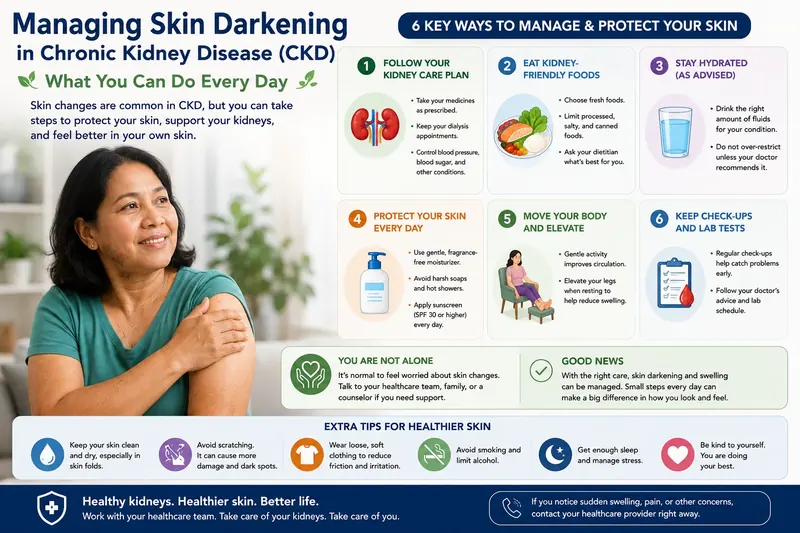 Managing Skin Darkening
in Chronic Kidney Disease (CKD)
What You Can Do Every Day
Skin changes are common in CKD, but you can take
steps to protect your skin, support your kidneys,
and feel better in your own skin.
6 KEY WAYS TO MANAGE & PROTECT YOUR SKIN
1 FOLLOW YOUR
KIDNEY CARE PLAN
• Take your medicines
as prescribed.
• Keep your dialysis
appointments.
• Control blood pressure,
blood sugar, and
other conditions.
2 EAT KIDNEY-
FRIENDLY FOODS
• Choose fresh foods.
• Limit processed,
salty, and canned
foods.
• Ask your dietitian
what's best for you.
3 STAY HYDRATED
(AS ADVISED)
• Drink the right
amount of fluids
for your condition.
• Do not over-restrict
unless your doctor
recommends it.
4 PROTECT YOUR SKIN
EVERY DAY
• Use gentle, fragrance-
free moisturizer.
• Avoid harsh soaps
and hot showers.
• Apply sunscreen
(SPF 30 or higher)
every day.
5 MOVE YOUR BODY
AND ELEVATE
• Gentle activity
improves circulation.
• Elevate your legs
when resting to
help reduce swelling.
6 KEEP CHECK-UPS
AND LAB TESTS
• Regular check-ups
help catch problems
early.
• Follow your doctor's
advice and lab
schedule.
YOU ARE NOT ALONE
It's normal to feel worried about skin changes.
Talk to your healthcare team, family, or a
counselor if you need support.
GOOD NEWS
With the right care, skin darkening and swelling
can be managed. Small steps every day can
make a big difference in how you look and feel.
EXTRA TIPS FOR HEALTHIER SKIN
Keep your skin clean
and dry, especially in
skin folds.
Avoid scratching.
It can cause more
damage and dark spots.
Wear loose, soft
clothing to reduce
friction and irritation.
Avoid smoking and
limit alcohol.
Get enough sleep
and manage stress.
Be kind to yourself.
You are doing
your best.
Healthy kidneys. Healthier skin. Better life.
Work with your healthcare team. Take care of your kidneys. Take care of you.
If you notice sudden swelling, pain, or other concerns,
contact your healthcare provider right away.